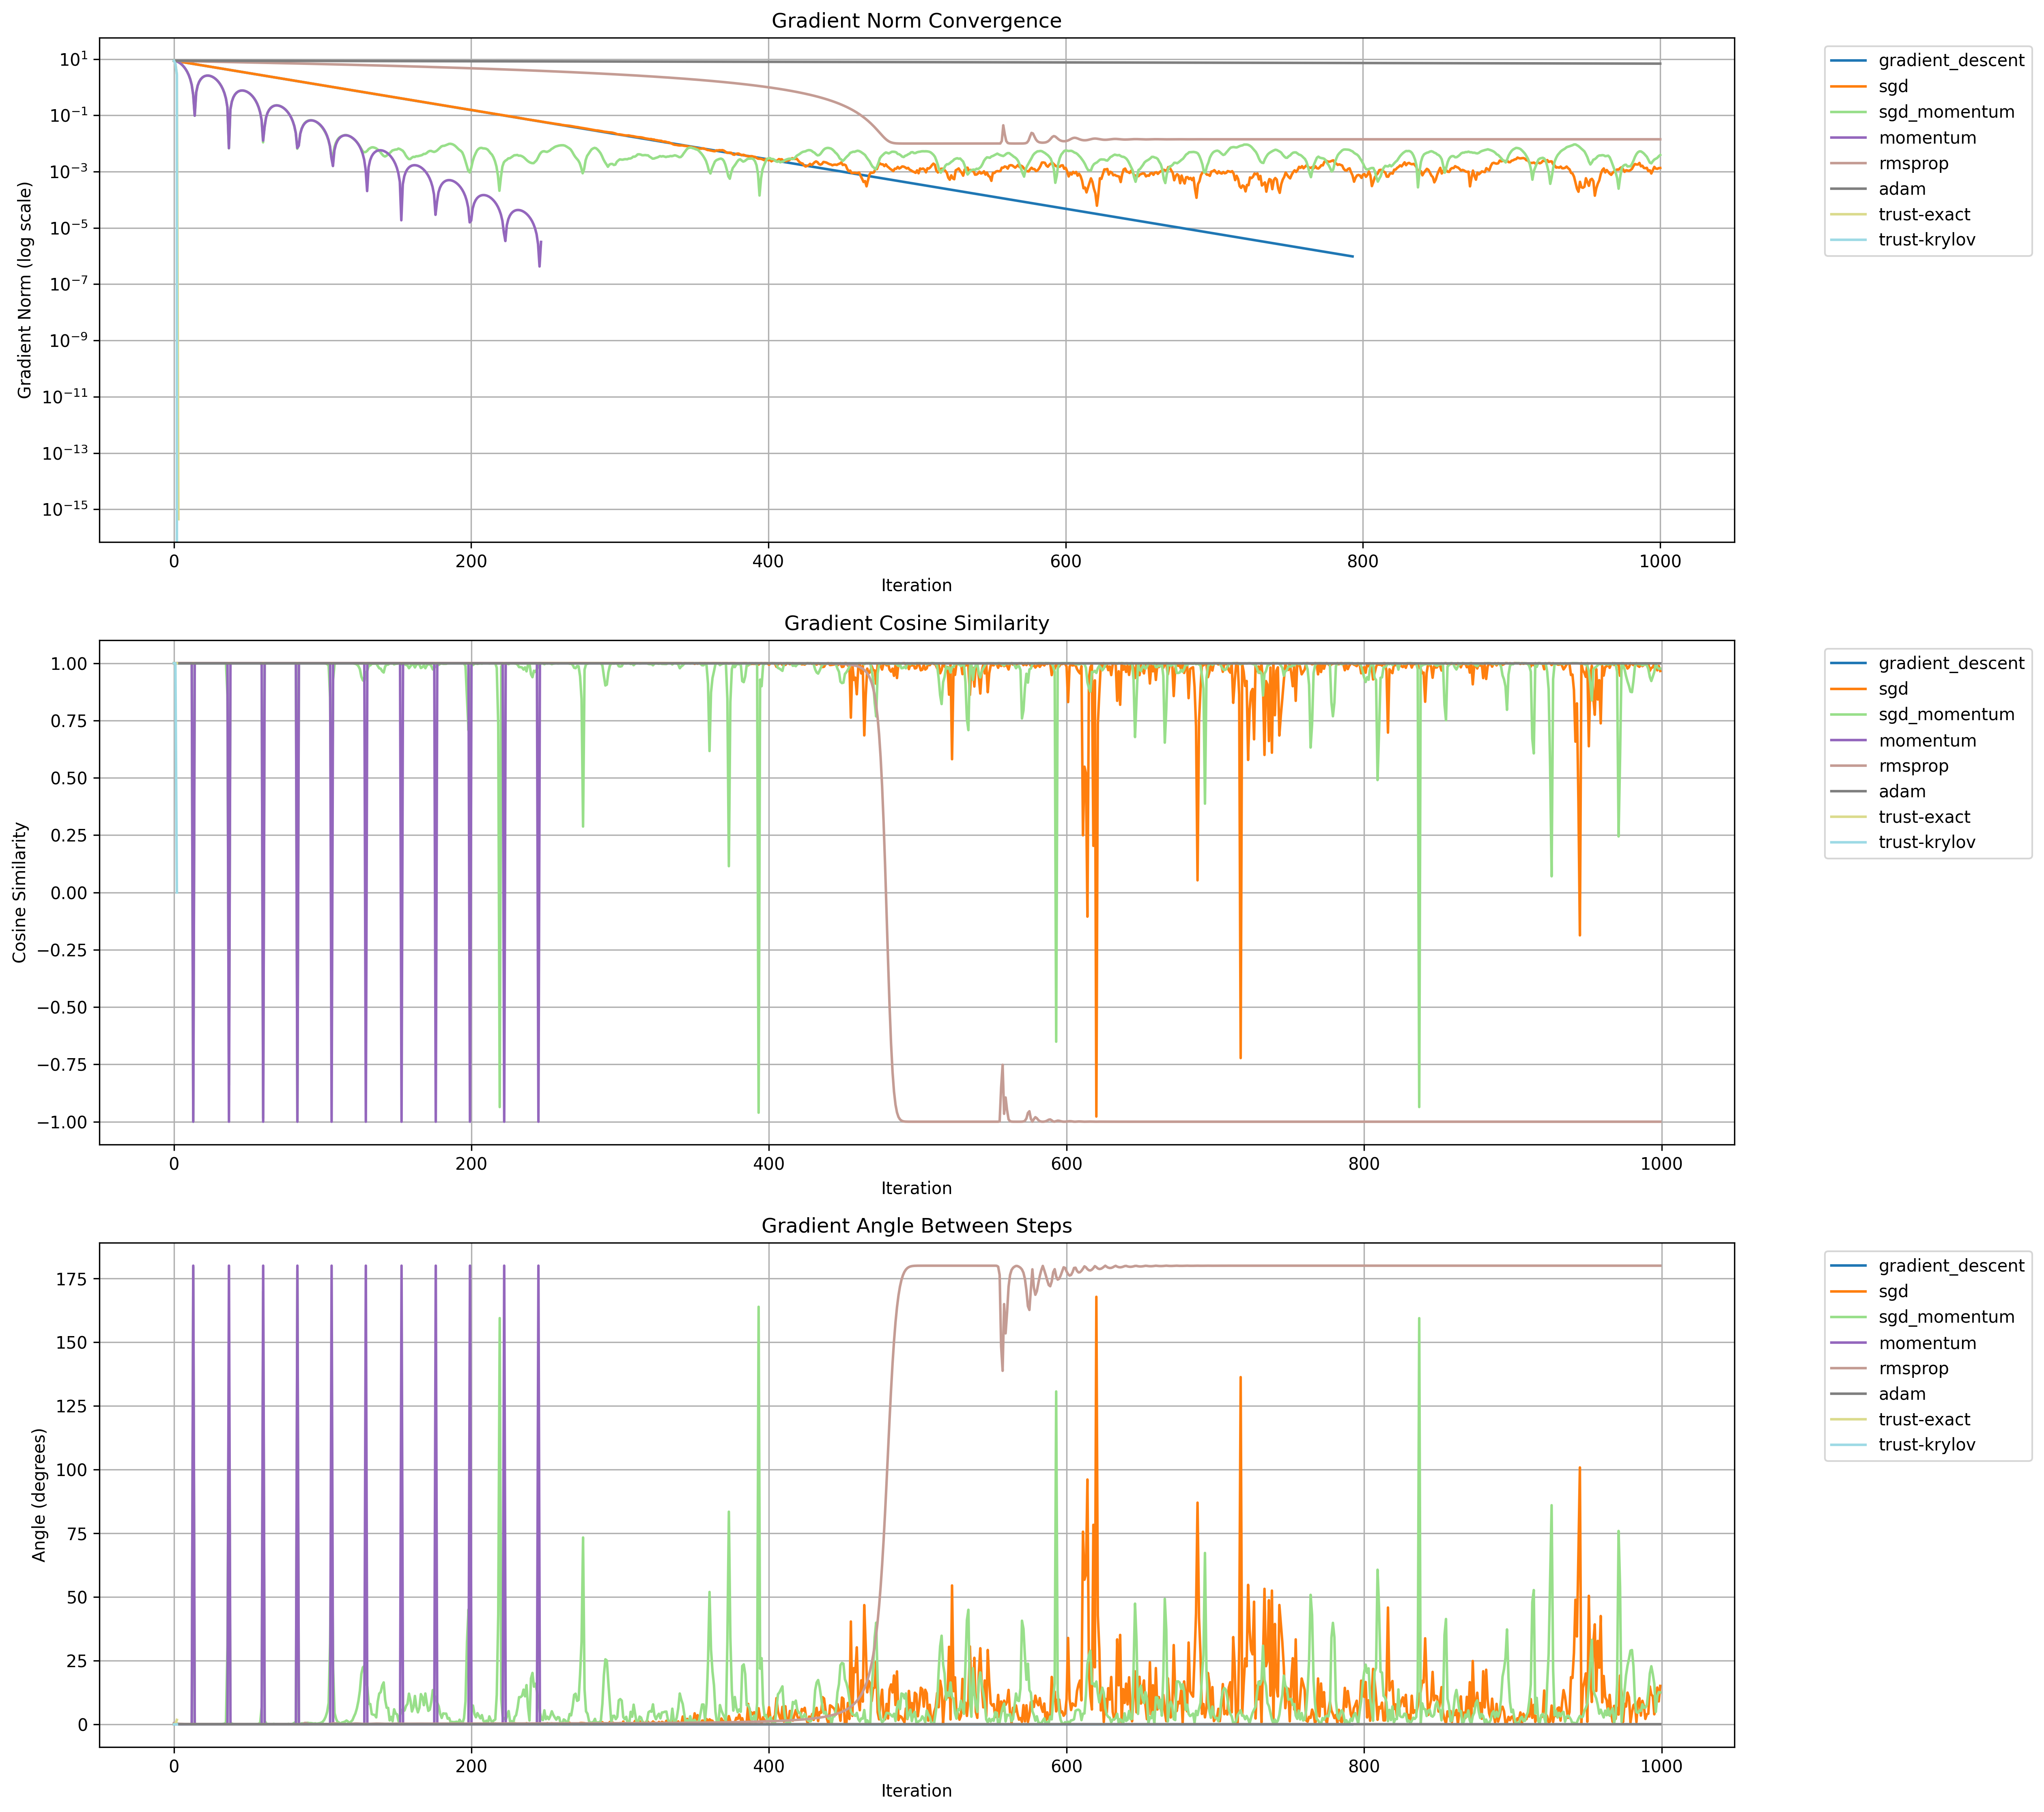 Gradient Norm Convergence
Gradient Norm (log scale)
10¹
10⁻¹
10⁻³
10⁻⁵
10⁻⁷
10⁻⁹
10⁻¹¹
10⁻¹³
10⁻¹⁵
0 200 400 600 800 1000
Iteration
gradient_descent
sgd
sgd_momentum
momentum
rmsprop
adam
trust-exact
trust-krylov
Gradient Cosine Similarity
Cosine Similarity
1.00
0.75
0.50
0.25
0.00
−0.25
−0.50
−0.75
−1.00
0 200 400 600 800 1000
Iteration
gradient_descent
sgd
sgd_momentum
momentum
rmsprop
adam
trust-exact
trust-krylov
Gradient Angle Between Steps
Angle (degrees)
175
150
125
100
75
50
25
0
0 200 400 600 800 1000
Iteration
gradient_descent
sgd
sgd_momentum
momentum
rmsprop
adam
trust-exact
trust-krylov